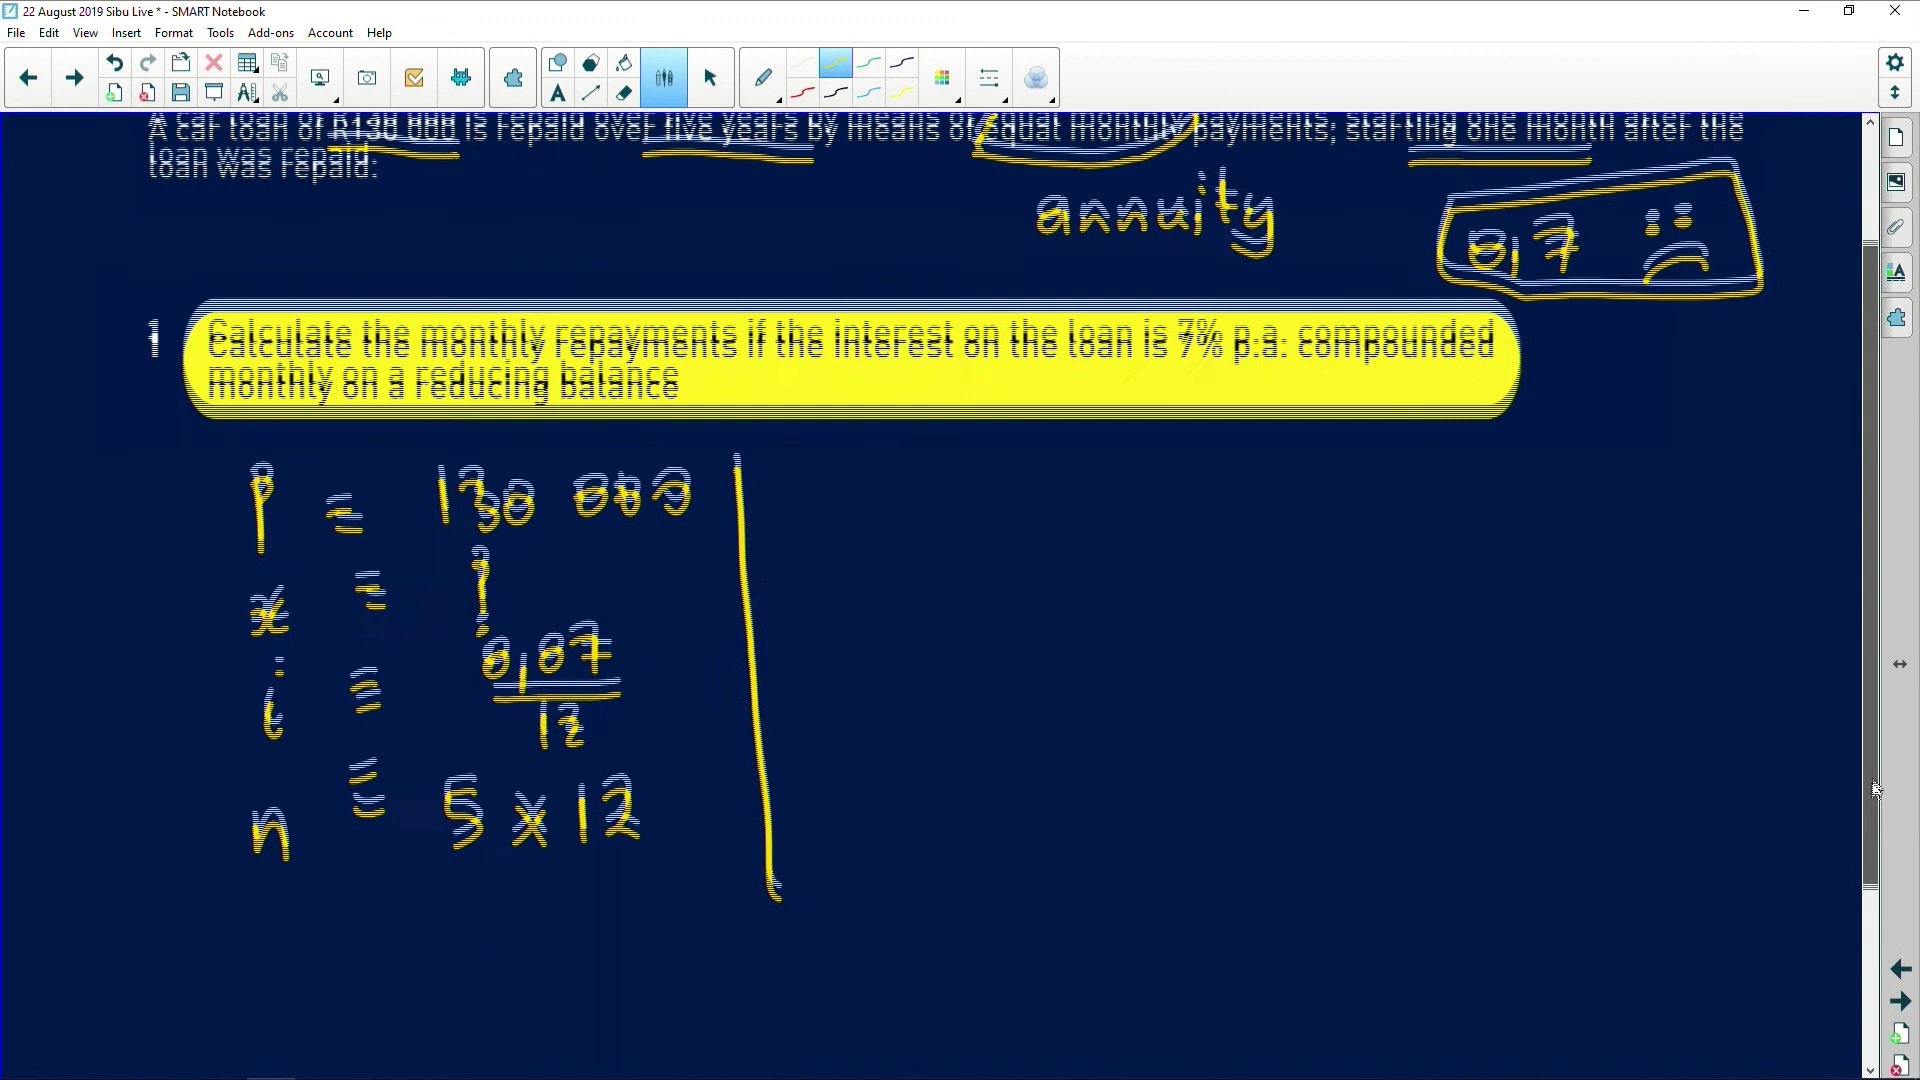 22 August 2019 Sibu Live * - SMART Notebook
File Edit View Insert Format Tools Add-ons Account Help
A car loan of R130 000 is repaid over five years by means of equal monthly payments, starting one month after the
loan was repaid.
annuity
0,7
1 Calculate the monthly repayments if the interest on the loan is 7% p.a. compounded
monthly on a reducing balance
P = 130 000
x = ?
i = 0,07
12
n = 5 x 12